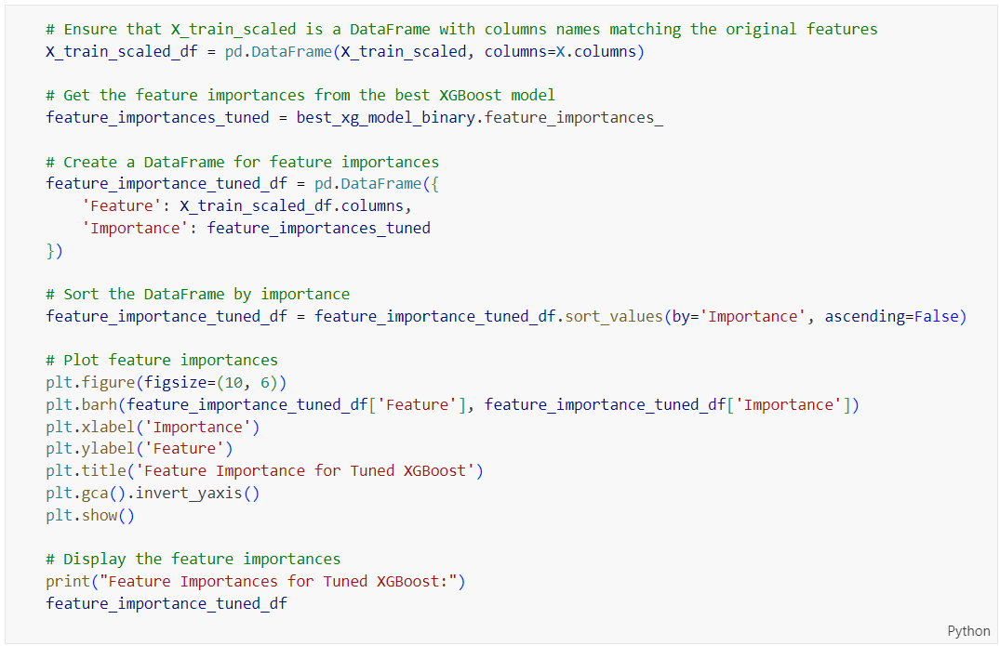 # Ensure that X_train_scaled is a DataFrame with columns names matching the original features
X_train_scaled_df = pd.DataFrame(X_train_scaled, columns=X.columns)

# Get the feature importances from the best XGBoost model
feature_importances_tuned = best_xg_model_binary.feature_importances_

# Create a DataFrame for feature importances
feature_importance_tuned_df = pd.DataFrame({
    'Feature': X_train_scaled_df.columns,
    'Importance': feature_importances_tuned
})

# Sort the DataFrame by importance
feature_importance_tuned_df = feature_importance_tuned_df.sort_values(by='Importance', ascending=False)

# Plot feature importances
plt.figure(figsize=(10, 6))
plt.barh(feature_importance_tuned_df['Feature'], feature_importance_tuned_df['Importance'])
plt.xlabel('Importance')
plt.ylabel('Feature')
plt.title('Feature Importance for Tuned XGBoost')
plt.gca().invert_yaxis()
plt.show()

# Display the feature importances
print("Feature Importances for Tuned XGBoost:")
feature_importance_tuned_df
Python